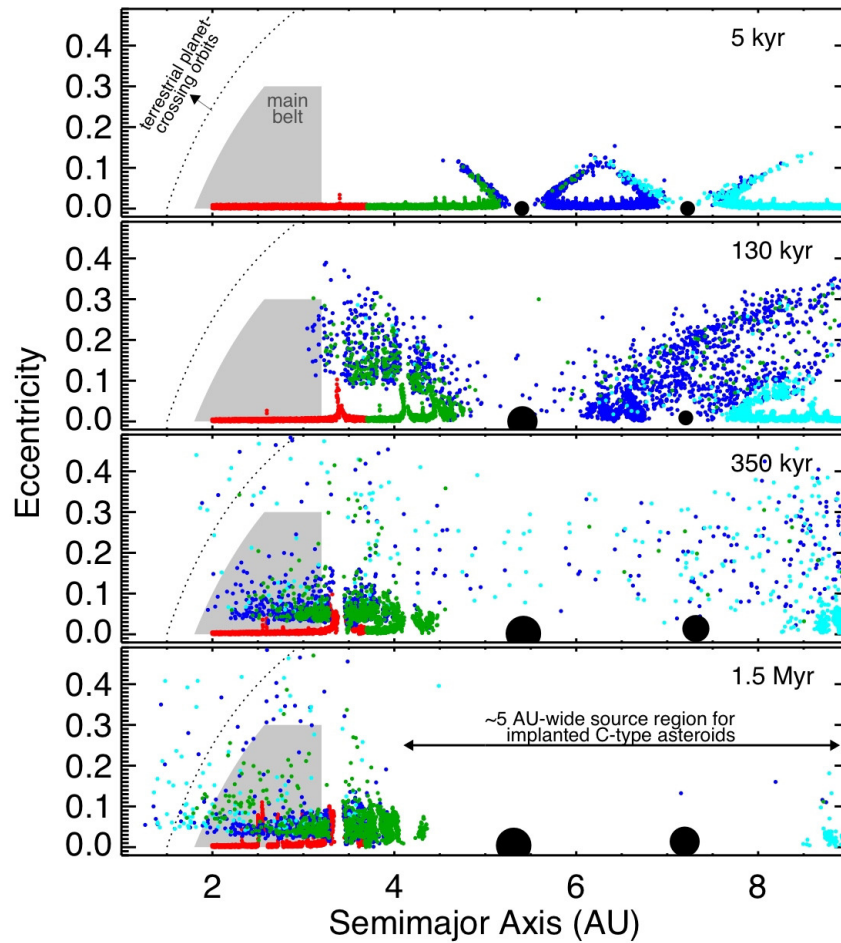 0.4
0.3
0.2
0.1
0.0
terrestrial planet-
crossing orbits
main
belt
5 kyr
0.4
0.3
0.2
0.1
0.0
130 kyr
0.4
0.3
0.2
0.1
0.0
350 kyr
0.4
0.3
0.2
0.1
0.0
1.5 Myr
~5 AU-wide source region for
implanted C-type asteroids
Eccentricity
2 4 6 8
Semimajor Axis (AU)